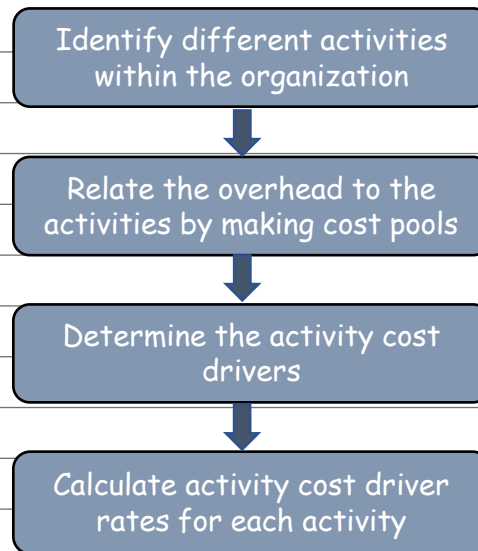 Identify different activities
within the organization
Relate the overhead to the
activities by making cost pools
Determine the activity cost
drivers
Calculate activity cost driver
rates for each activity